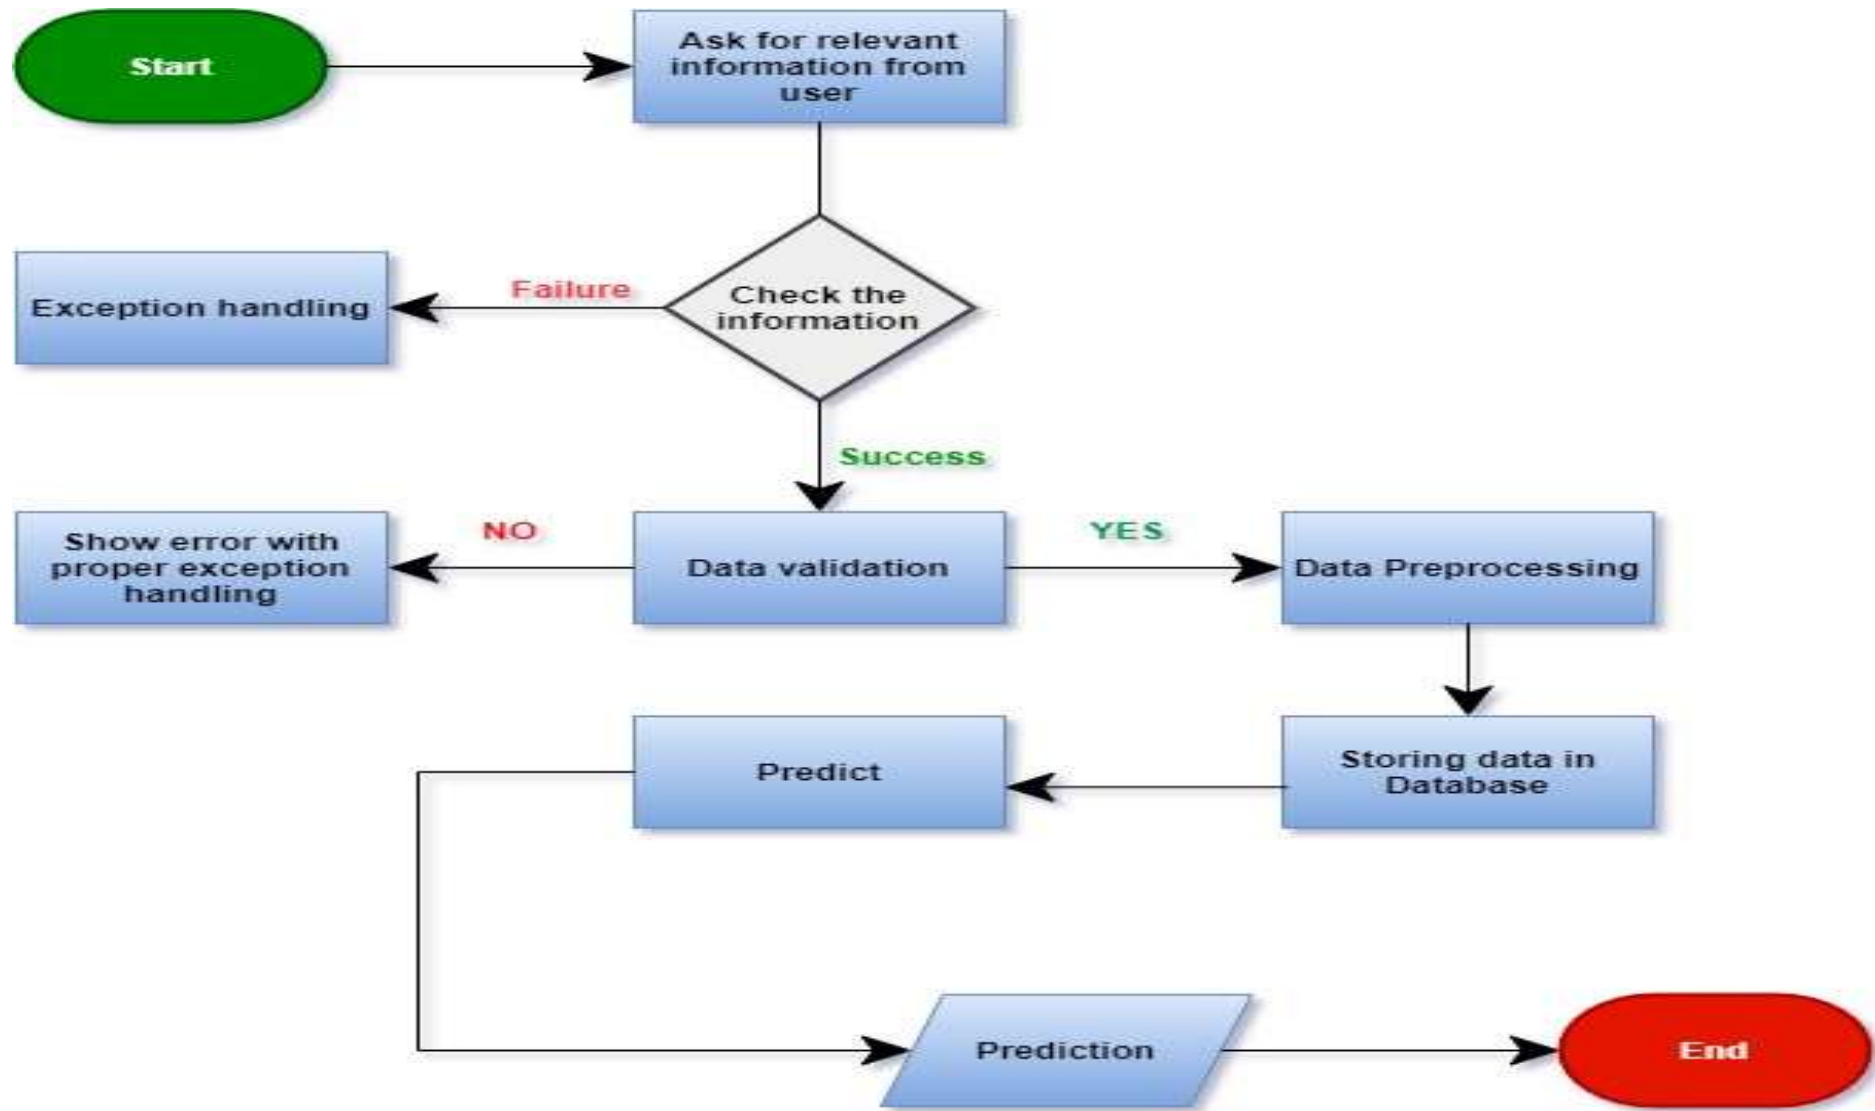 Start
Ask for relevant
information from
user
Failure
Check the
information
Exception handling
Success
NO
YES
Show error with
proper exception
handling
Data validation
Data Preprocessing
Predict
Storing data in
Database
Prediction
End